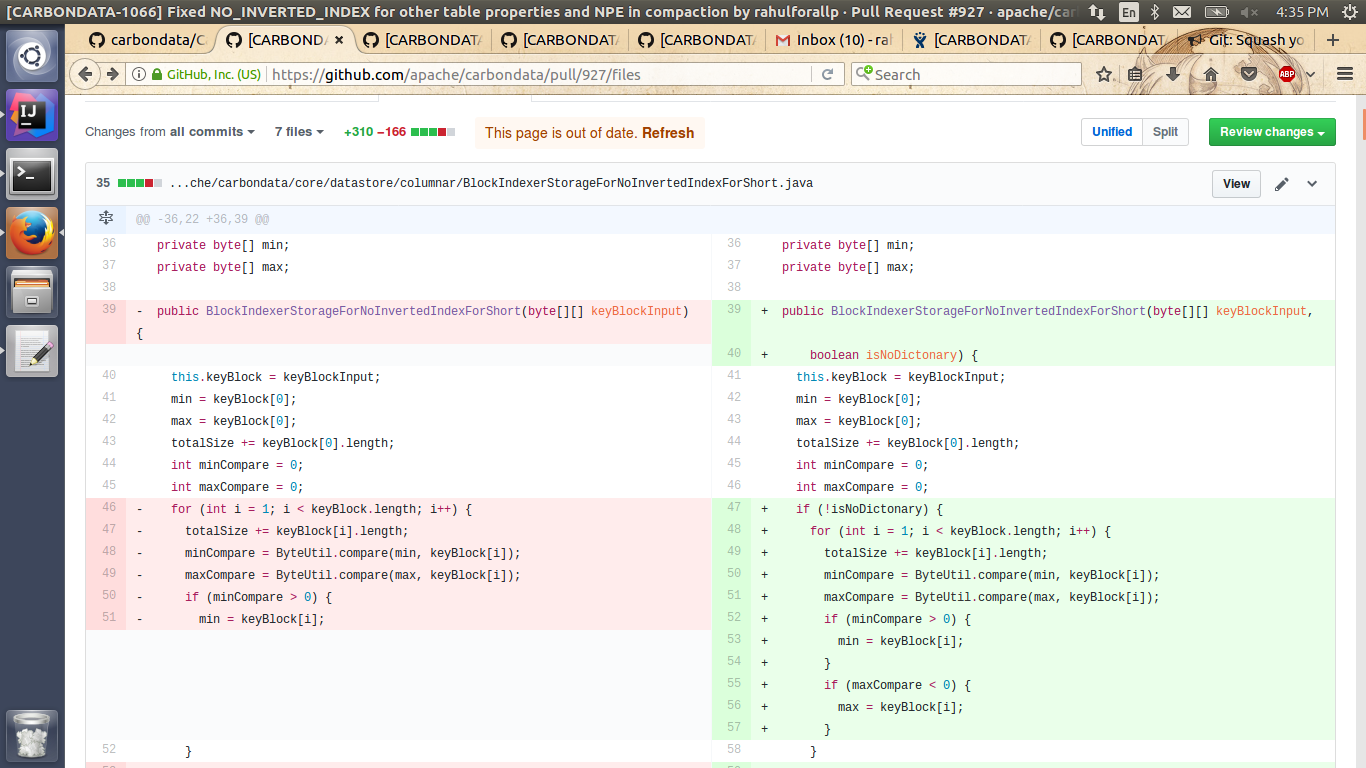 [CARBONDATA-1066] Fixed NO_INVERTED_INDEX for other table properties and NPE in compaction by rahulforallp · Pull Request #927 · apache/car
En
4:35 PM
carbondata/C
[CARBONDA
[CARBONDATA
[CARBONDATA
[CARBONDATA
Inbox (10) - rah
[CARBONDATA
[CARBONDATA
Git: Squash yo
GitHub, Inc. (US)
https://github.com/apache/carbondata/pull/927/files
Search
ABP
Changes from all commits
7 files
+310 −166
This page is out of date. Refresh
Unified
Split
Review changes
35
...che/carbondata/core/datastore/columnar/BlockIndexerStorageForNoInvertedIndexForShort.java
View
@@ -36,22 +36,39 @@
36 private byte[] min; 36 private byte[] min;
37 private byte[] max; 37 private byte[] max;
38 38
39 - public BlockIndexerStorageForNoInvertedIndexForShort(byte[][] keyBlockInput) 39 + public BlockIndexerStorageForNoInvertedIndexForShort(byte[][] keyBlockInput,
{
40 + boolean isNoDictonary) {
40 this.keyBlock = keyBlockInput; 41 this.keyBlock = keyBlockInput;
41 min = keyBlock[0]; 42 min = keyBlock[0];
42 max = keyBlock[0]; 43 max = keyBlock[0];
43 totalSize += keyBlock[0].length; 44 totalSize += keyBlock[0].length;
44 int minCompare = 0; 45 int minCompare = 0;
45 int maxCompare = 0; 46 int maxCompare = 0;
46 - for (int i = 1; i < keyBlock.length; i++) { 47 + if (!isNoDictonary) {
47 - totalSize += keyBlock[i].length; 48 + for (int i = 1; i < keyBlock.length; i++) {
48 - minCompare = ByteUtil.compare(min, keyBlock[i]); 49 + totalSize += keyBlock[i].length;
49 - maxCompare = ByteUtil.compare(max, keyBlock[i]); 50 + minCompare = ByteUtil.compare(min, keyBlock[i]);
50 - if (minCompare > 0) { 51 + maxCompare = ByteUtil.compare(max, keyBlock[i]);
51 - min = keyBlock[i]; 52 + if (minCompare > 0) {
53 + min = keyBlock[i];
54 + }
55 + if (maxCompare < 0) {
56 + max = keyBlock[i];
57 + }
52 } 58 }